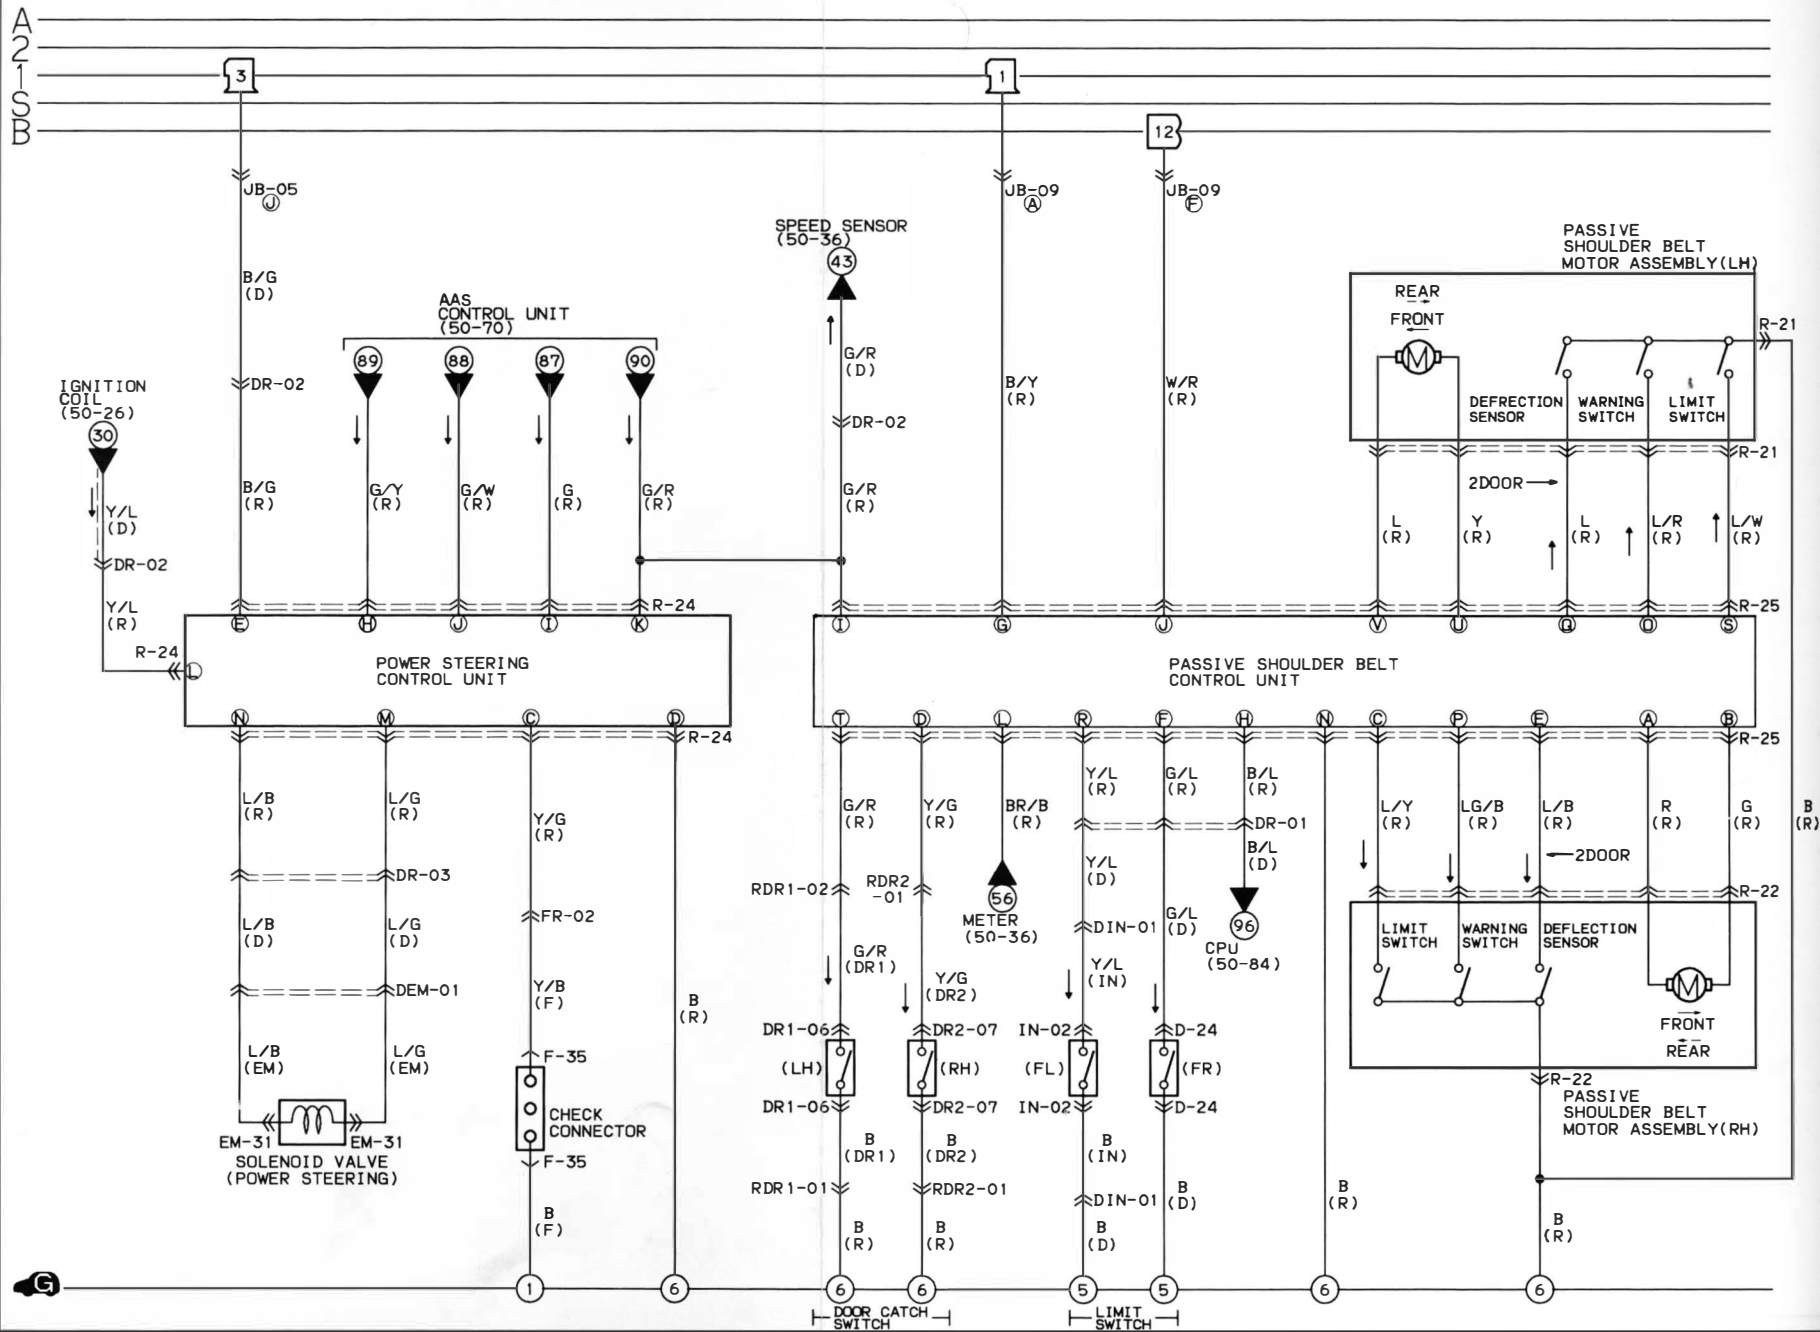 A
2
1
S
B
3
1
12
JB-05
J
JB-09
A
JB-09
F
SPEED SENSOR
(50-36)
43
PASSIVE
SHOULDER BELT
MOTOR ASSEMBLY(LH)
B/G
(D)
AAS
CONTROL UNIT
(50-70)
89
88
87
90
REAR
FRONT
M
R-21
G/R
(D)
DR-02
IGNITION
COIL
(50-26)
30
B/Y
(R)
W/R
(R)
DEFRECTION
SENSOR
WARNING
SWITCH
LIMIT
SWITCH
DR-02
R-21
2DOOR
B/G
(R)
G/Y
(R)
G/W
(R)
G
(R)
G/R
(R)
G/R
(R)
Y/L
(D)
L
(R)
Y
(R)
L
(R)
L/R
(R)
L/W
(R)
DR-02
Y/L
(R)
R-24
R-25
E
H
J
I
K
I
G
J
V
U
Q
O
S
R-24
L
POWER STEERING
CONTROL UNIT
PASSIVE SHOULDER BELT
CONTROL UNIT
N
M
C
D
T
D
L
R
F
H
N
C
P
E
A
B
R-24
R-25
L/B
(R)
L/G
(R)
Y/G
(R)
G/R
(R)
Y/G
(R)
BR/B
(R)
Y/L
(R)
G/L
(R)
B/L
(R)
L/Y
(R)
LG/B
(R)
L/B
(R)
R
(R)
G
(R)
B
(R)
DR-01
B/L
(D)
Y/L
(D)
2DOOR
DR-03
RDR1-02
RDR2
-01
R-22
FR-02
56
METER
(50-36)
96
CPU
(50-84)
G/L
(D)
DIN-01
L/B
(D)
L/G
(D)
LIMIT
SWITCH
WARNING
SWITCH
DEFLECTION
SENSOR
G/R
(DR1)
Y/G
(DR2)
Y/L
(IN)
DEM-01
Y/B
(F)
B
(R)
M
FRONT
REAR
DR1-06
DR2-07
IN-02
D-24
L/B
(EM)
L/G
(EM)
F-35
(LH)
(RH)
(FL)
(FR)
R-22
PASSIVE
SHOULDER BELT
MOTOR ASSEMBLY(RH)
DR1-06
DR2-07
IN-02
D-24
CHECK
CONNECTOR
EM-31
EM-31
SOLENOID VALVE
(POWER STEERING)
F-35
B
(DR1)
B
(DR2)
B
(IN)
RDR1-01
RDR2-01
DIN-01
B
(D)
B
(R)
B
(F)
B
(R)
B
(R)
B
(D)
B
(R)
G
1
6
6
6
5
5
6
6
DOOR CATCH
SWITCH
LIMIT
SWITCH